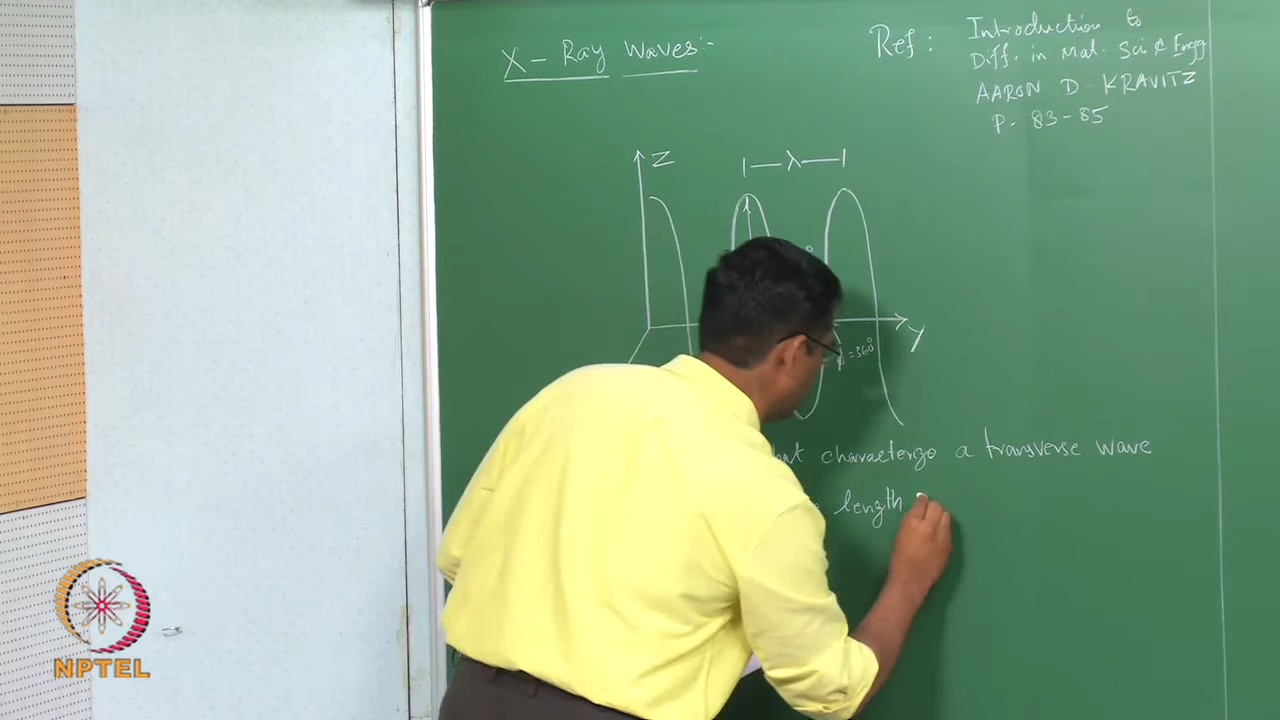 X - Ray Waves:-
Ref: Introduction to
Diff. in Mat. Sci & Engg
AARON D. KRAVITZ
P- 83-85
Z
λ
Y
φ = 360°
characterize a transverse wave
length
NPTEL